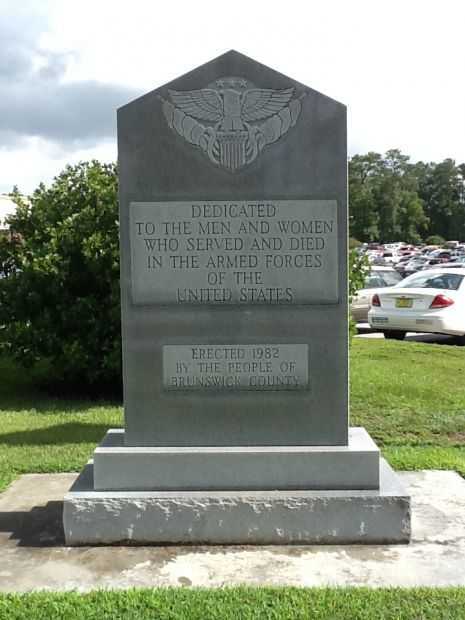 DEDICATED
TO THE MEN AND WOMEN
WHO SERVED AND DIED
IN THE ARMED FORCES
OF THE
UNITED STATES
ERECTED 1982
BY THE PEOPLE OF
BRUNSWICK COUNTY